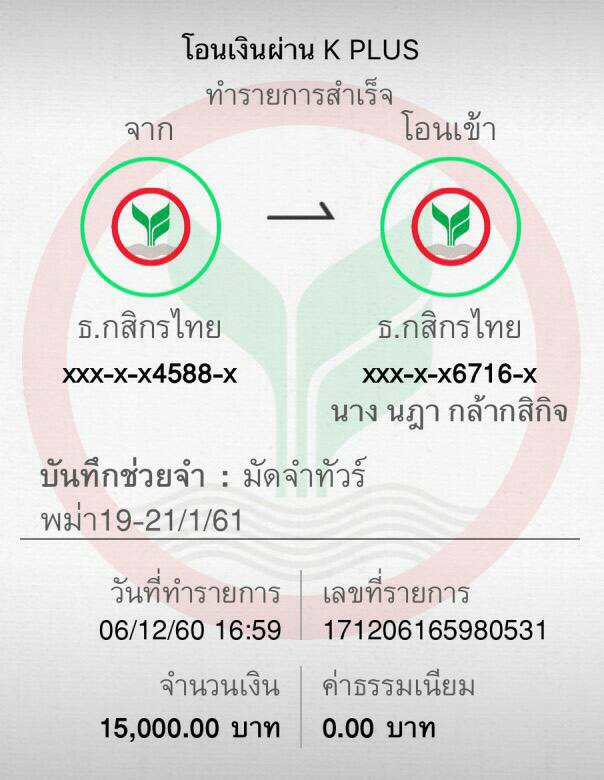 โอนเงินผ่าน K PLUS
ทำรายการสำเร็จ
จาก
โอนเข้า
ธ.กสิกรไทย
ธ.กสิกรไทย
xxx-x-x4588-x
xxx-x-x6716-x
นาง นฎา กล้ากสิกิจ
บันทึกช่วยจำ : มัดจำทัวร์
พม่า19-21/1/61
วันที่ทำรายการ
เลขที่รายการ
06/12/60 16:59
171206165980531
จำนวนเงิน
ค่าธรรมเนียม
15,000.00 บาท
0.00 บาท